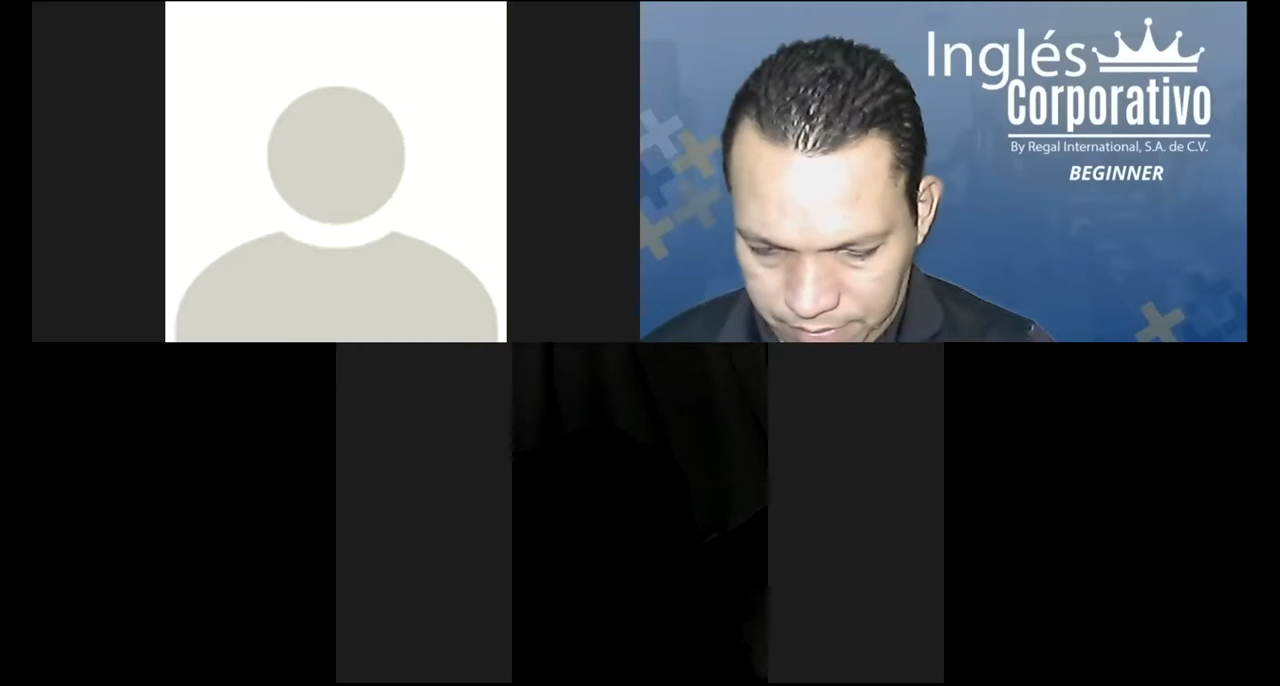 Inglés
Corporativo
By Regal International, S.A. de C.V.
BEGINNER